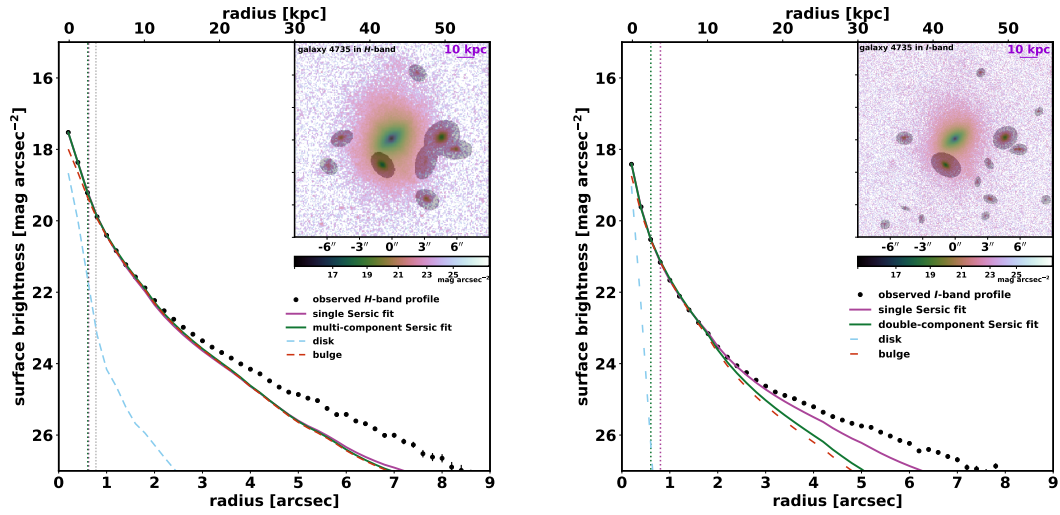 radius [kpc]
0 10 20 30 40 50
surface brightness [mag arcsec−2]
16
18
20
22
24
26
galaxy 4735 in H-band
10 kpc
-6″ -3″ 0″ 3″ 6″
17 19 21 23 25
mag arcsec−2
observed H-band profile
single Sersic fit
multi-component Sersic fit
disk
bulge
0 1 2 3 4 5 6 7 8 9
radius [arcsec]
radius [kpc]
0 10 20 30 40 50
surface brightness [mag arcsec−2]
16
18
20
22
24
26
galaxy 4735 in I-band
10 kpc
-6″ -3″ 0″ 3″ 6″
17 19 21 23 25
mag arcsec−2
observed I-band profile
single Sersic fit
double-component Sersic fit
disk
bulge
0 1 2 3 4 5 6 7 8 9
radius [arcsec]